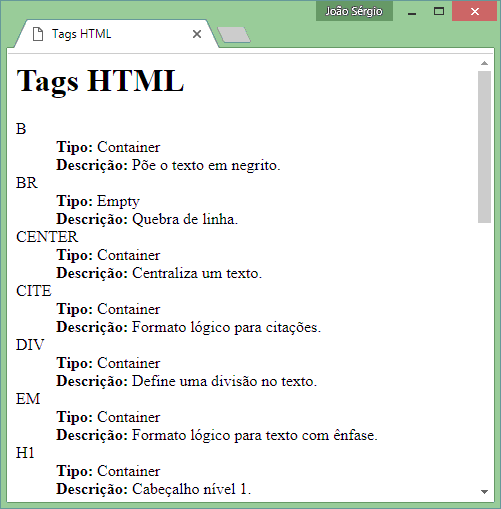 João Sérgio
Tags HTML
Tags HTML
B
Tipo: Container
Descrição: Põe o texto em negrito.
BR
Tipo: Empty
Descrição: Quebra de linha.
CENTER
Tipo: Container
Descrição: Centraliza um texto.
CITE
Tipo: Container
Descrição: Formato lógico para citações.
DIV
Tipo: Container
Descrição: Define uma divisão no texto.
EM
Tipo: Container
Descrição: Formato lógico para texto com ênfase.
H1
Tipo: Container
Descrição: Cabeçalho nível 1.